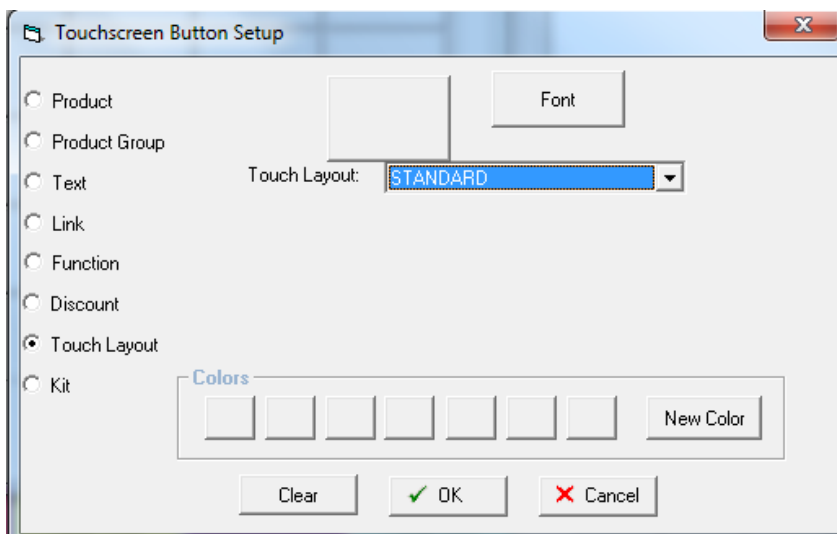 Touchscreen Button Setup
Product
Font
Product Group
Text
Touch Layout: STANDARD
Link
Function
Discount
Touch Layout
Kit
Colors
New Color
Clear OK Cancel